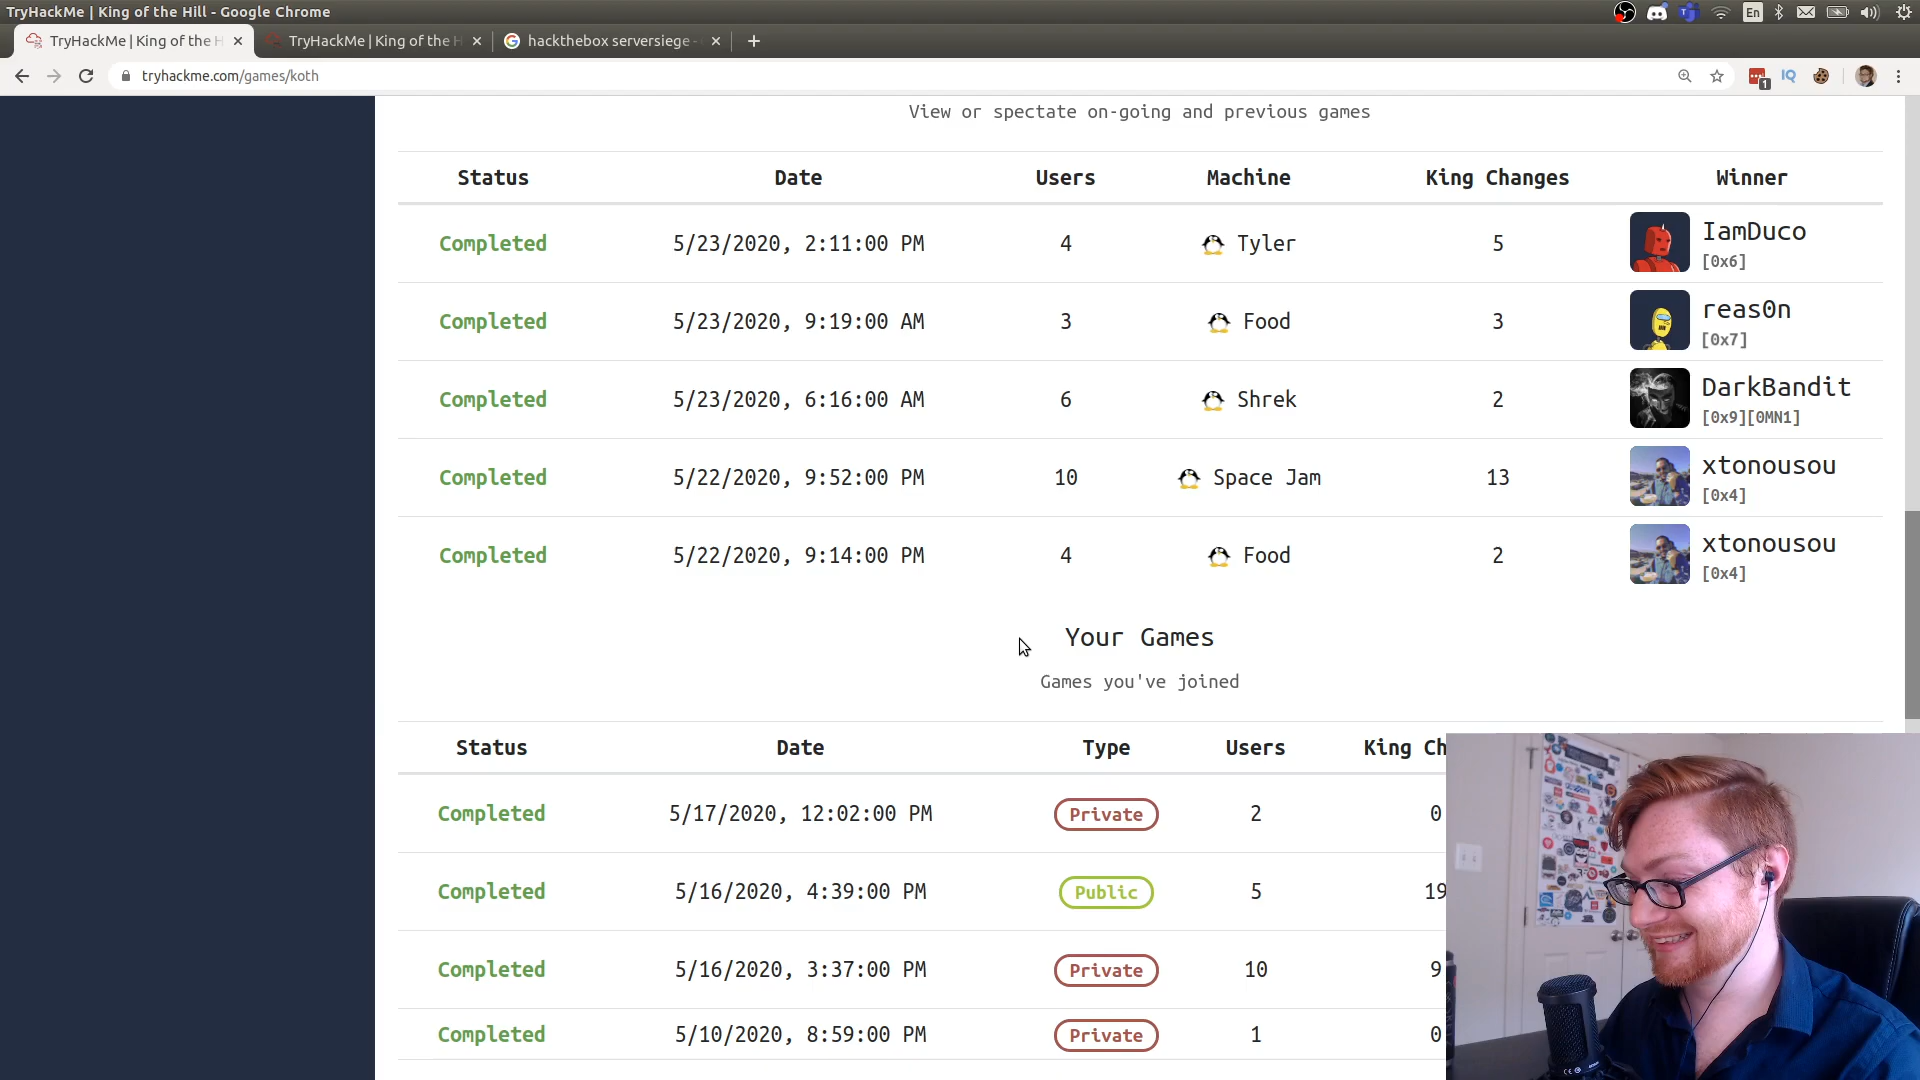 TryHackMe | King of the Hill - Google Chrome
En
TryHackMe | King of the H
TryHackMe | King of the H
hackthebox serversiege -
tryhackme.com/games/koth
1
IQ
View or spectate on-going and previous games
Status Date Users Machine King Changes Winner
Completed 5/23/2020, 2:11:00 PM 4 Tyler 5 IamDuco
[0x6]
Completed 5/23/2020, 9:19:00 AM 3 Food 3 reas0n
[0x7]
Completed 5/23/2020, 6:16:00 AM 6 Shrek 2 DarkBandit
[0x9][0MN1]
Completed 5/22/2020, 9:52:00 PM 10 Space Jam 13 xtonousou
[0x4]
Completed 5/22/2020, 9:14:00 PM 4 Food 2 xtonousou
[0x4]
Your Games
Games you've joined
Status Date Type Users King Ch
Completed 5/17/2020, 12:02:00 PM Private 2 0
Completed 5/16/2020, 4:39:00 PM Public 5 19
Completed 5/16/2020, 3:37:00 PM Private 10 9
Completed 5/10/2020, 8:59:00 PM Private 1 0